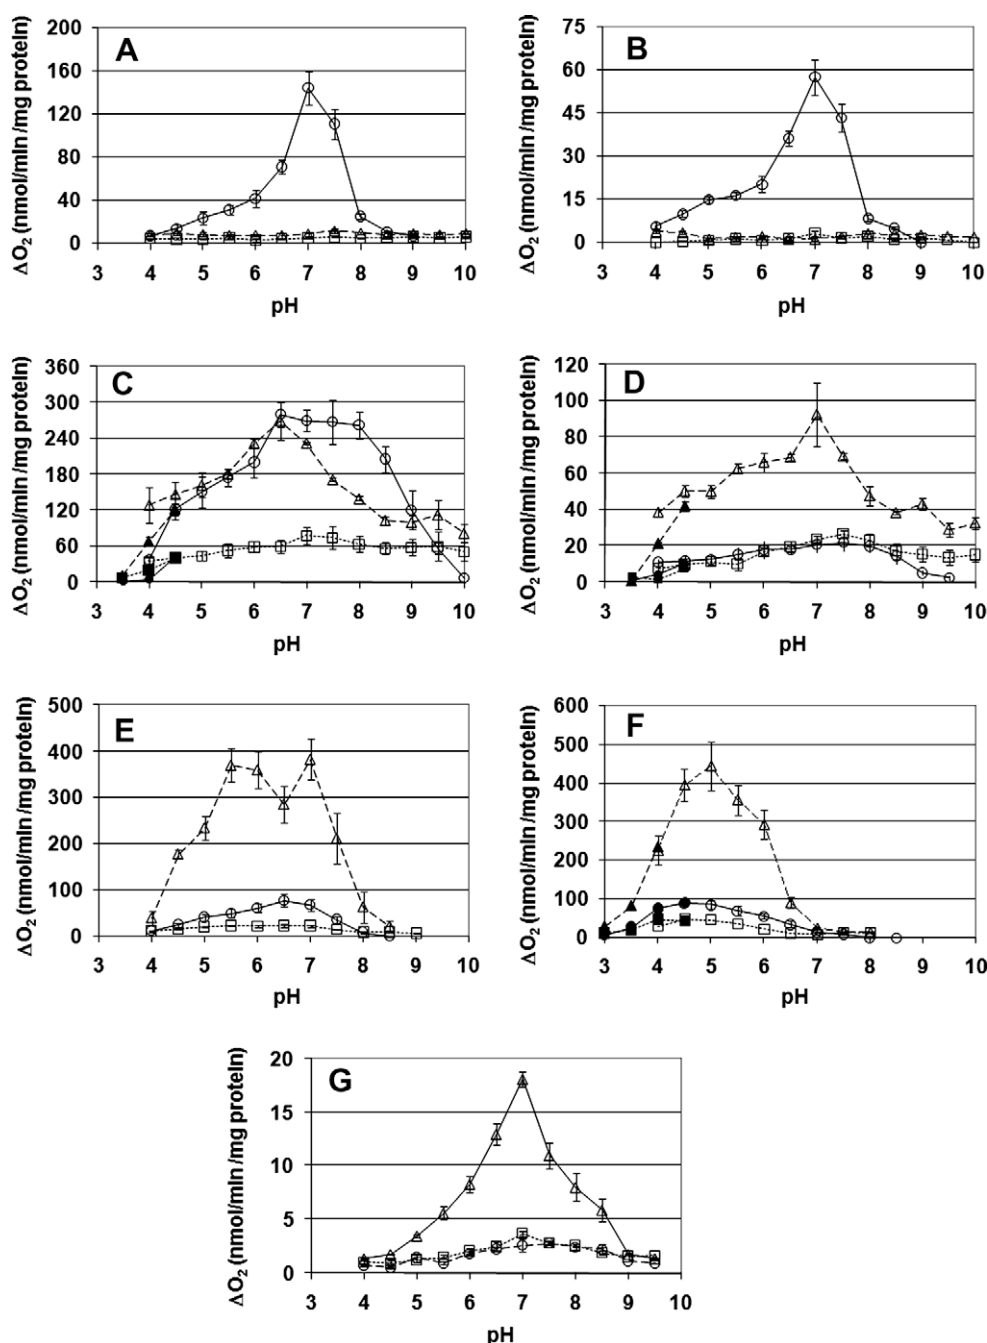 A
ΔO₂ (nmol/min /mg protein)
200
160
120
80
40
0
3 4 5 6 7 8 9 10
pH
B
ΔO₂ (nmol/min /mg protein)
75
60
45
30
15
0
3 4 5 6 7 8 9 10
pH
C
ΔO₂ (nmol/min /mg protein)
360
300
240
180
120
60
0
3 4 5 6 7 8 9 10
pH
D
ΔO₂ (nmol/min /mg protein)
120
100
80
60
40
20
0
3 4 5 6 7 8 9 10
pH
E
ΔO₂ (nmol/min /mg protein)
500
400
300
200
100
0
3 4 5 6 7 8 9 10
pH
F
ΔO₂ (nmol/min /mg protein)
600
500
400
300
200
100
0
3 4 5 6 7 8 9 10
pH
G
ΔO₂ (nmol/min /mg protein)
20
15
10
5
0
3 4 5 6 7 8 9 10
pH